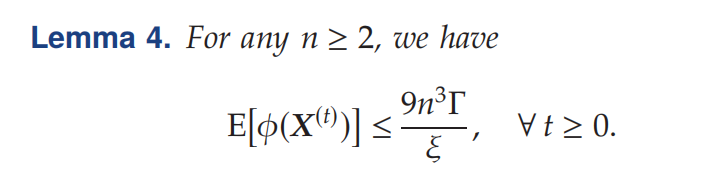 Lemma 4. For any n ≥ 2, we have
E[ϕ(X⁽ᵗ⁾)] ≤ 9n³Γ/ξ, ∀ t ≥ 0.